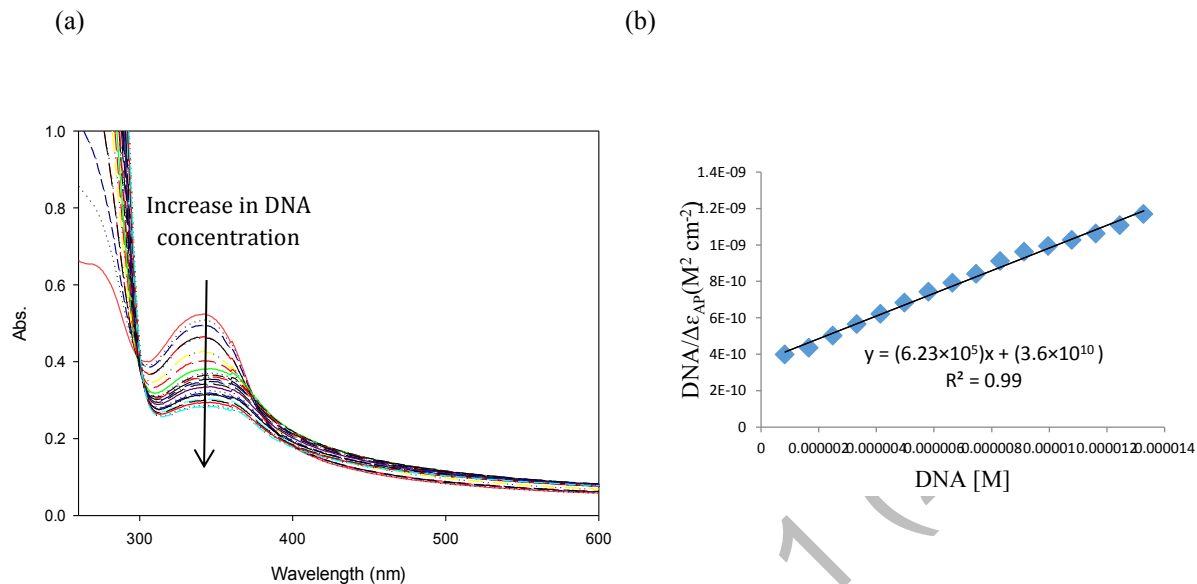 (a)
(b)
1.0
0.8
0.6
0.4
0.2
0.0
Abs.
Increase in DNA
concentration
300
400
500
600
Wavelength (nm)
1.4E-09
1.2E-09
1E-09
8E-10
6E-10
4E-10
2E-10
0
DNA/Δε_AP(M² cm⁻²)
y = (6.23×10⁵)x + (3.6×10¹⁰ )
R² = 0.99
0
0.000002
0.000004
0.000006
0.000008
0.00001
0.000012
0.000014
DNA [M]